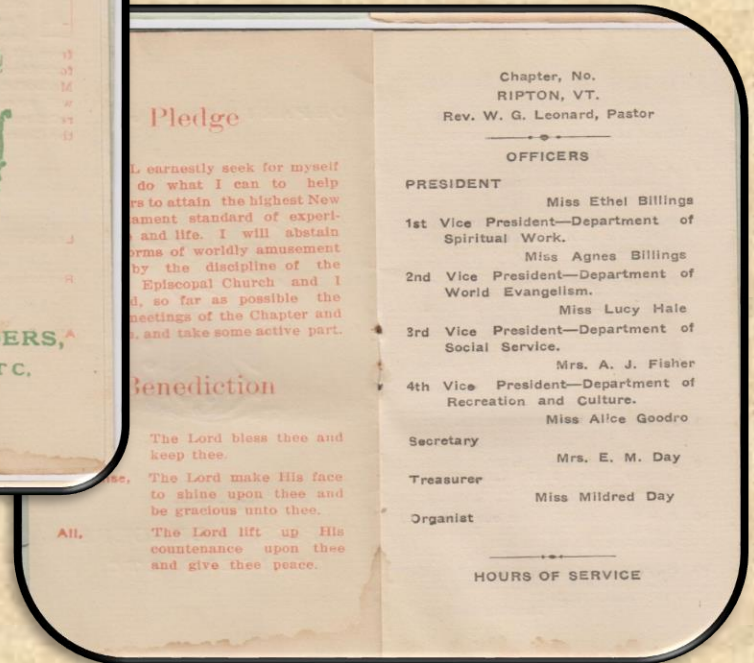 ERS,
TC,
Pledge
earnestly seek for myself
do what I can to help
rs to attain the highest New
ament standard of experi-
and life. I will abstain
orms of worldly amusement
by the discipline of the
Episcopal Church and I
d, so far as possible the
meetings of the Chapter and
, and take some active part.
Benediction
The Lord bless thee and
keep thee.
se, The Lord make His face
to shine upon thee and
be gracious unto thee.
All, The Lord lift up His
countenance upon thee
and give thee peace.
Chapter, No.
RIPTON, VT.
Rev. W. G. Leonard, Pastor
OFFICERS
PRESIDENT
Miss Ethel Billings
1st Vice President—Department of
Spiritual Work.
Miss Agnes Billings
2nd Vice President—Department of
World Evangelism.
Miss Lucy Hale
3rd Vice President—Department of
Social Service.
Mrs. A. J. Fisher
4th Vice President—Department of
Recreation and Culture.
Miss Alice Goodro
Secretary
Mrs. E. M. Day
Treasurer
Miss Mildred Day
Organist
HOURS OF SERVICE